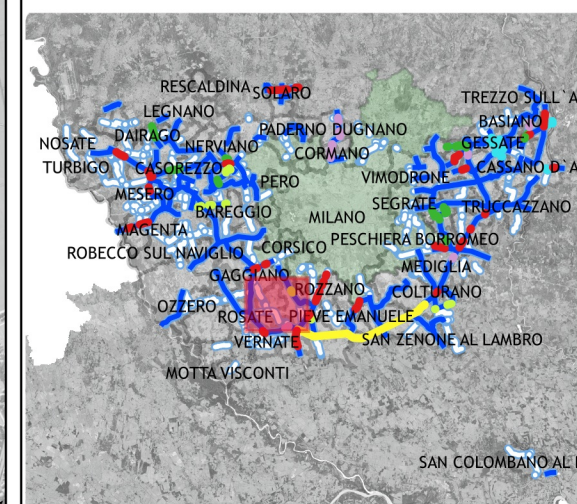 RESCALDINA
SOLARO
TREZZO SULL`A
LEGNANO
BASIANO
DAIRAGO
PADERNO DUGNANO
NOSATE
NERVIANO
GESSATE
CORMANO
TURBIGO
CASOREZZO
CASSANO D`A
PERO
VIMODRONE
MESERO
SEGRATE
TRUCCAZZANO
BAREGGIO
MILANO
MAGENTA
PESCHIERA BORROMEO
ROBECCO SUL NAVIGLIO
CORSICO
MEDIGLIA
GAGGIANO
ROZZANO
COLTURANO
OZZERO
ROSATE
PIEVE EMANUELE
VERNATE
SAN ZENONE AL LAMBRO
MOTTA VISCONTI
SAN COLOMBANO AL